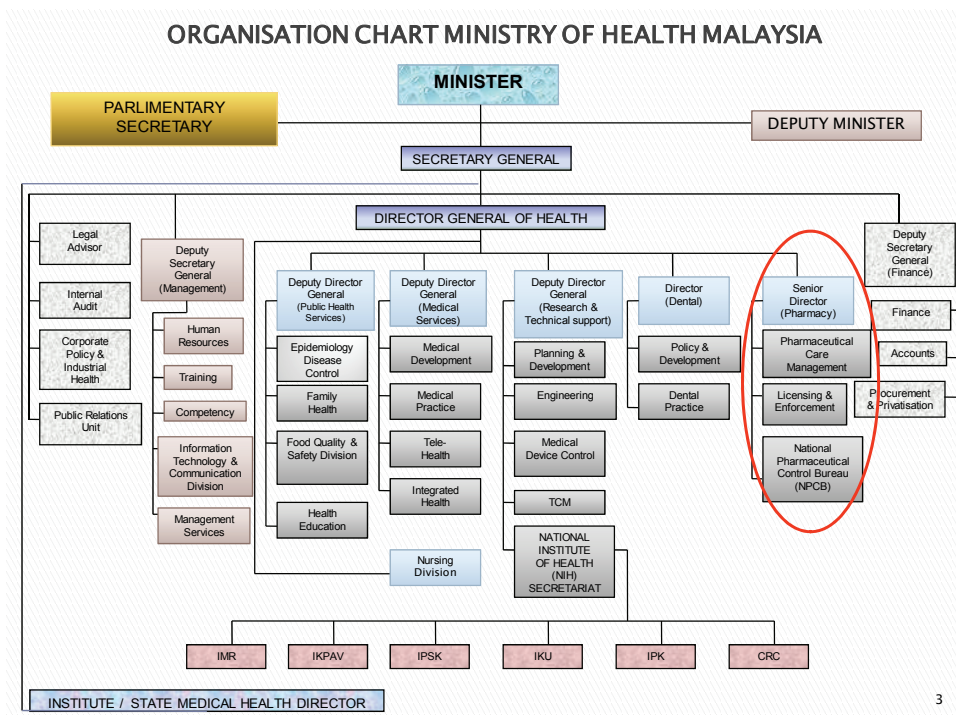 ORGANISATION CHART MINISTRY OF HEALTH MALAYSIA
MINISTER
PARLIMENTARY
SECRETARY
DEPUTY MINISTER
SECRETARY GENERAL
DIRECTOR GENERAL OF HEALTH
Legal
Advisor
Internal
Audit
Corporate
Policy &
Industrial
Health
Public Relations
Unit
Deputy
Secretary
General
(Management)
Human
Resources
Training
Competency
Information
Technology &
Communication
Division
Management
Services
Deputy Director
General
(Public Health
Services)
Epidemiology
Disease
Control
Family
Health
Food Quality &
Safety Division
Health
Education
Deputy Director
General
(Medical
Services)
Medical
Development
Medical
Practice
Tele-
Health
Integrated
Health
Nursing
Division
Deputy Director
General
(Research &
Technical support)
Planning &
Development
Engineering
Medical
Device Control
TCM
NATIONAL
INSTITUTE
OF HEALTH
(NIH)
SECRETARIAT
Director
(Dental)
Policy &
Development
Dental
Practice
Senior
Director
(Pharmacy)
Pharmaceutical
Care
Management
Licensing &
Enforcement
National
Pharmaceutical
Control Bureau
(NPCB)
Deputy
Secretary
General
(Finance)
Finance
Accounts
Procurement
& Privatisation
IMR
IKPAV
IPSK
IKU
IPK
CRC
INSTITUTE / STATE MEDICAL HEALTH DIRECTOR
3